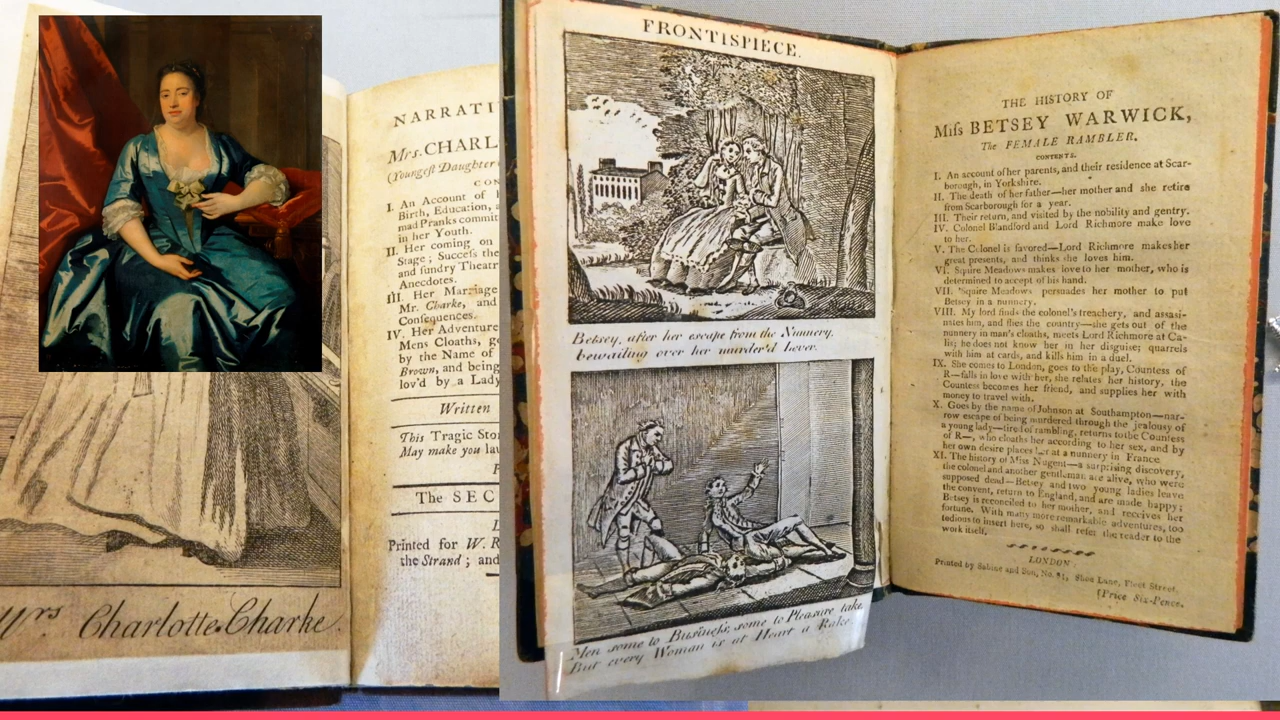 NARRATI
Mrs. CHARL
(Youngest Daughter
CON
I. An Account of h
Birth, Education, a
mad Pranks commit
in her Youth.
II. Her coming on
Stage; Success the
and sundry Theatr
Anecdotes.
III. Her Marriage
Mr. Charke, and
Consequences.
IV. Her Adventure
Mens Cloaths, go
by the Name of
Brown, and being
lov'd by a Lady
Written
This Tragic Stor
May make you lau
The SEC
L
Printed for W. R
the Strand; and
Mrs Charlotte Charke.
FRONTISPIECE.
Betsey, after her escape from the Nunnery,
bewailing over her murder'd Lover.
Men some to Business, some to Pleasure take,
But every Woman is at Heart a Rake.
THE HISTORY OF
Miss BETSEY WARWICK,
The FEMALE RAMBLER.
CONTENTS.
I. An account of her parents, and their residence at Scar-
borough, in Yorkshire.
II. The death of her father—her mother and she retire
from Scarborough for a year.
III. Their return, and visited by the nobility and gentry.
IV. Colonel Blandford and Lord Richmore make love
to her.
V. The Colonel is favored—Lord Richmore makes her
great presents, and thinks she loves him.
VI. Squire Meadows makes love to her mother, who is
determined to accept of his hand.
VII. Squire Meadows persuades her mother to put
Betsey in a nunnery.
VIII. My lord finds the colonel's treachery, and assasi-
nates him, and flies the country—she gets out of the
nunnery in man's cloaths, meets Lord Richmore at Ca-
lis; he does not know her in her disguise; quarrels
with him at cards, and kills him in a duel.
IX. She comes to London, goes to the play, Countess of
R—falls in love with her, she relates her history, the
Countess becomes her friend, and supplies her with
money to travel with.
X. Goes by the name of Johnson at Southampton—nar-
row escape of being murdered through the jealousy of
a young lady—tired of rambling, returns to the Countess
of R—, who cloaths her according to her sex, and by
her own desire places her at a nunnery in France.
XI. The history of Miss Nugent—a surprising discovery,
the colonel and another gentleman are alive, who were
supposed dead—Betsey and two young ladies leave
the convent, return to England, and are made happy;
Betsey is reconciled to her mother, and receives her
fortune. With many more remarkable adventures, too
tedious to insert here, so shall refer the reader to the
work itself.
LONDON:
Printed by Sabine and Son, No. 81, Shoe Lane, Fleet Street,
[Price Six-Pence.